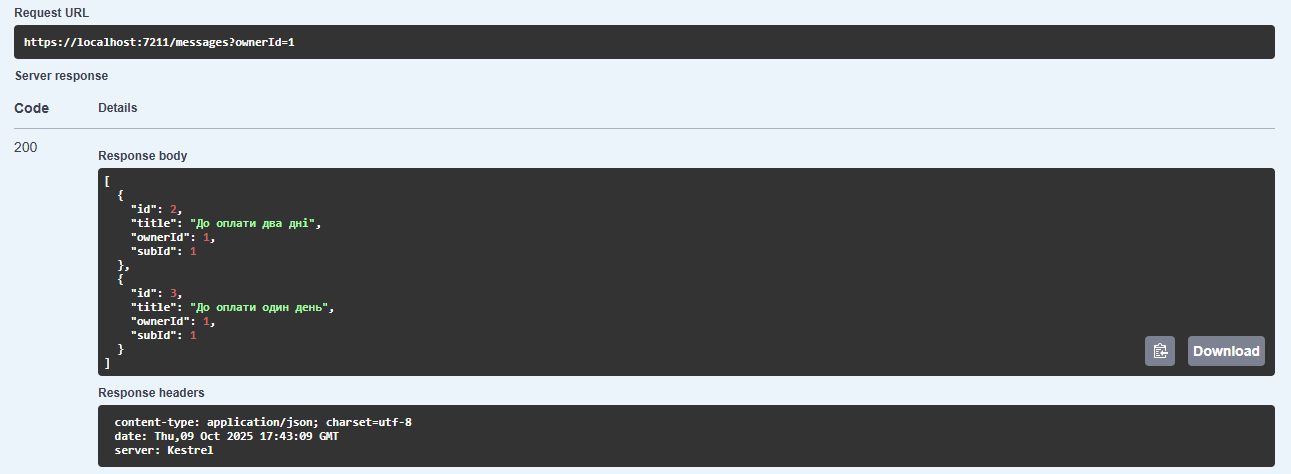 Request URL
https://localhost:7211/messages?ownerId=1
Server response
Code Details
200
Response body
[
  {
    "id": 2,
    "title": "До оплати два дні",
    "ownerId": 1,
    "subId": 1
  },
  {
    "id": 3,
    "title": "До оплати один день",
    "ownerId": 1,
    "subId": 1
  }
]
Download
Response headers
content-type: application/json; charset=utf-8
date: Thu,09 Oct 2025 17:43:09 GMT
server: Kestrel